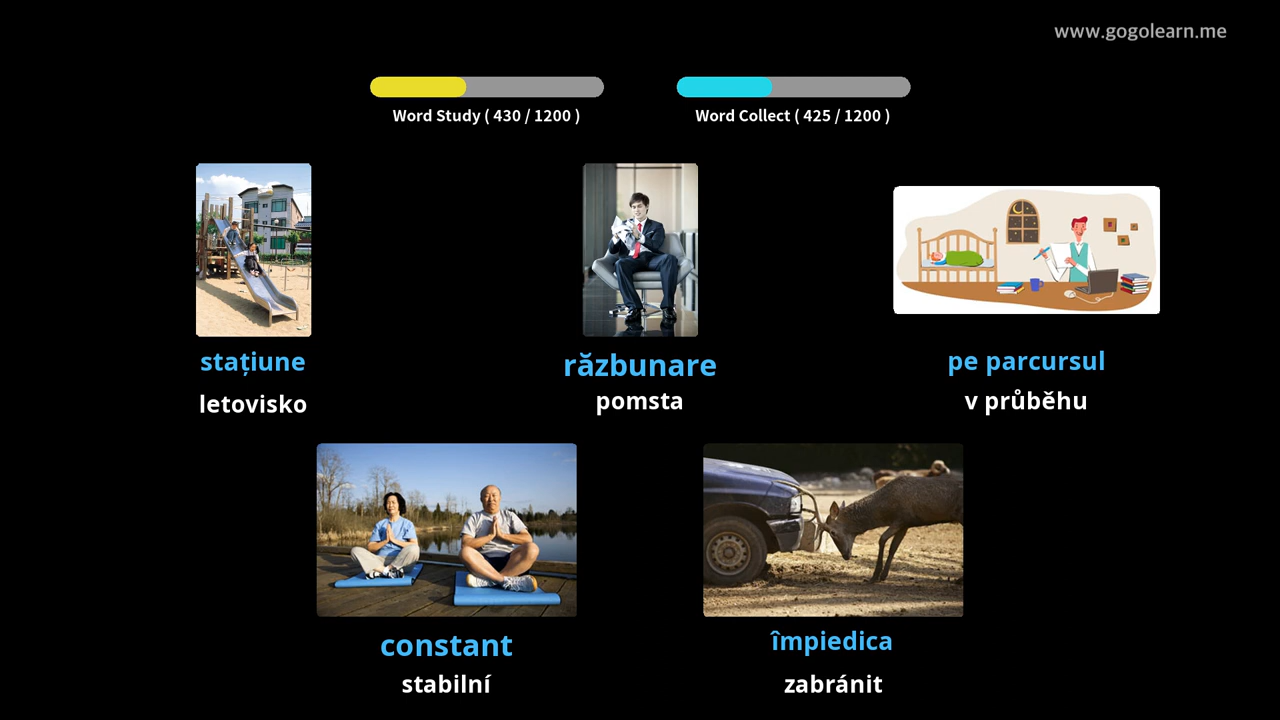 www.gogolearn.me
Word Study ( 430 / 1200 )
Word Collect ( 425 / 1200 )
stațiune
letovisko
răzbunare
pomsta
pe parcursul
v průběhu
constant
stabilní
împiedica
zabránit